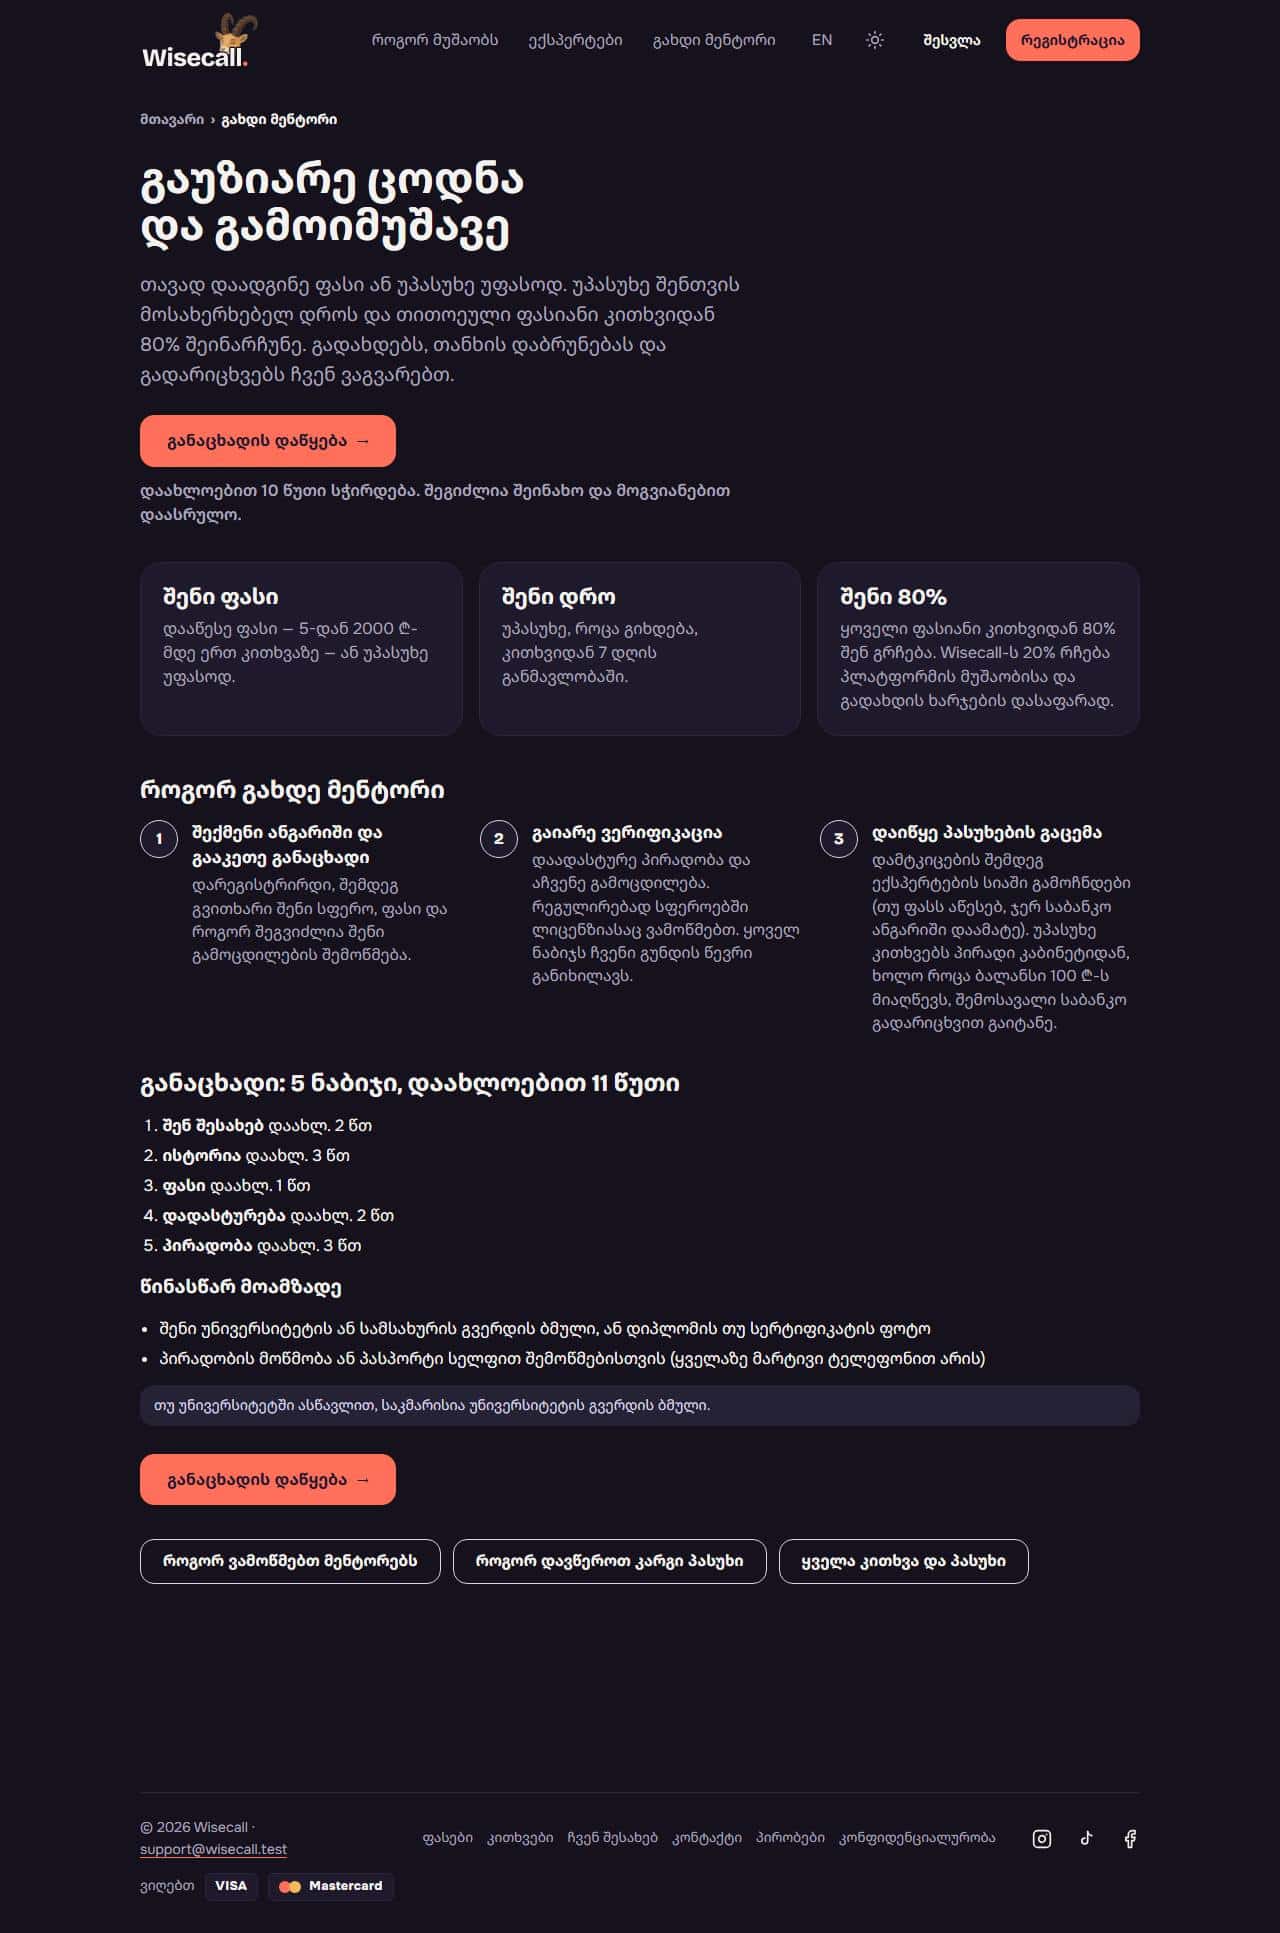 Wisecall.
როგორ მუშაობს ექსპერტები გახდი მენტორი EN შესვლა რეგისტრაცია
მთავარი › გახდი მენტორი
გაუზიარე ცოდნა
და გამოიმუშავე
თავად დაადგინე ფასი ან უპასუხე უფასოდ. უპასუხე შენთვის
მოსახერხებელ დროს და თითოეული ფასიანი კითხვიდან
80% შეინარჩუნე. გადახდებს, თანხის დაბრუნებას და
გადარიცხვებს ჩვენ ვაგვარებთ.
განაცხადის დაწყება →
დაახლოებით 10 წუთი სჭირდება. შეგიძლია შეინახო და მოგვიანებით
დაასრულო.
შენი ფასი
დააწესე ფასი – 5-დან 2000 ₾-
მდე ერთ კითხვაზე – ან უპასუხე
უფასოდ.
შენი დრო
უპასუხე, როცა გიხდება,
კითხვიდან 7 დღის
განმავლობაში.
შენი 80%
ყოველი ფასიანი კითხვიდან 80%
შენ გრჩება. Wisecall-ს 20% რჩება
პლატფორმის მუშაობისა და
გადახდის ხარჯების დასაფარად.
როგორ გახდე მენტორი
1
შექმენი ანგარიში და
გააკეთე განაცხადი
დარეგისტრირდი, შემდეგ
გვითხარი შენი სფერო, ფასი და
როგორ შეგვიძლია შენი
გამოცდილების შემოწმება.
2
გაიარე ვერიფიკაცია
დაადასტურე პირადობა და
აჩვენე გამოცდილება.
რეგულირებად სფეროებში
ლიცენზიასაც ვამოწმებთ. ყოველ
ნაბიჯს ჩვენი გუნდის წევრი
განიხილავს.
3
დაიწყე პასუხების გაცემა
დამტკიცების შემდეგ
ექსპერტების სიაში გამოჩნდები
(თუ ფასს აწესებ, ჯერ საბანკო
ანგარიში დაამატე). უპასუხე
კითხვებს პირადი კაბინეტიდან,
ხოლო როცა ბალანსი 100 ₾-ს
მიაღწევს, შემოსავალი საბანკო
გადარიცხვით გაიტანე.
განაცხადი: 5 ნაბიჯი, დაახლოებით 11 წუთი
1. შენ შესახებ დაახლ. 2 წთ
2. ისტორია დაახლ. 3 წთ
3. ფასი დაახლ. 1 წთ
4. დადასტურება დაახლ. 2 წთ
5. პირადობა დაახლ. 3 წთ
წინასწარ მოამზადე
• შენი უნივერსიტეტის ან სამსახურის გვერდის ბმული, ან დიპლომის თუ სერტიფიკატის ფოტო
• პირადობის მოწმობა ან პასპორტი სელფით შემოწმებისთვის (ყველაზე მარტივი ტელეფონით არის)
თუ უნივერსიტეტში ასწავლით, საკმარისია უნივერსიტეტის გვერდის ბმული.
განაცხადის დაწყება →
როგორ ვამოწმებთ მენტორებს როგორ დავწეროთ კარგი პასუხი ყველა კითხვა და პასუხი
© 2026 Wisecall ·
support@wisecall.test
ფასები კითხვები ჩვენ შესახებ კონტაქტი პირობები კონფიდენციალურობა
ვიღებთ VISA Mastercard